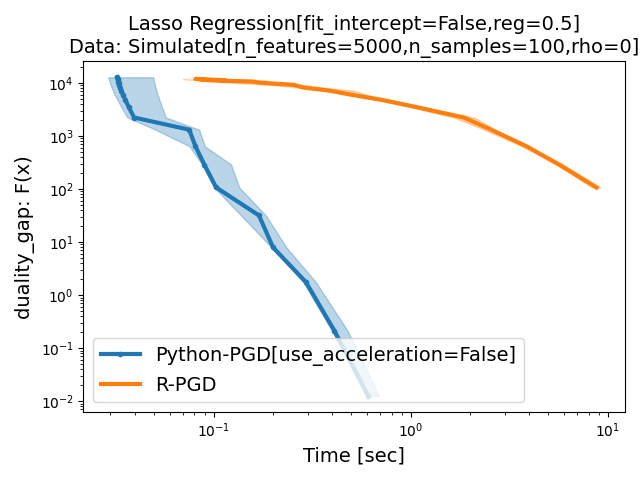 Lasso Regression[fit_intercept=False,reg=0.5]
Data: Simulated[n_features=5000,n_samples=100,rho=0]
duality_gap: F(x)
10⁴
10³
10²
10¹
10⁰
10⁻¹
10⁻²
Python-PGD[use_acceleration=False]
R-PGD
10⁻¹
10⁰
10¹
Time [sec]